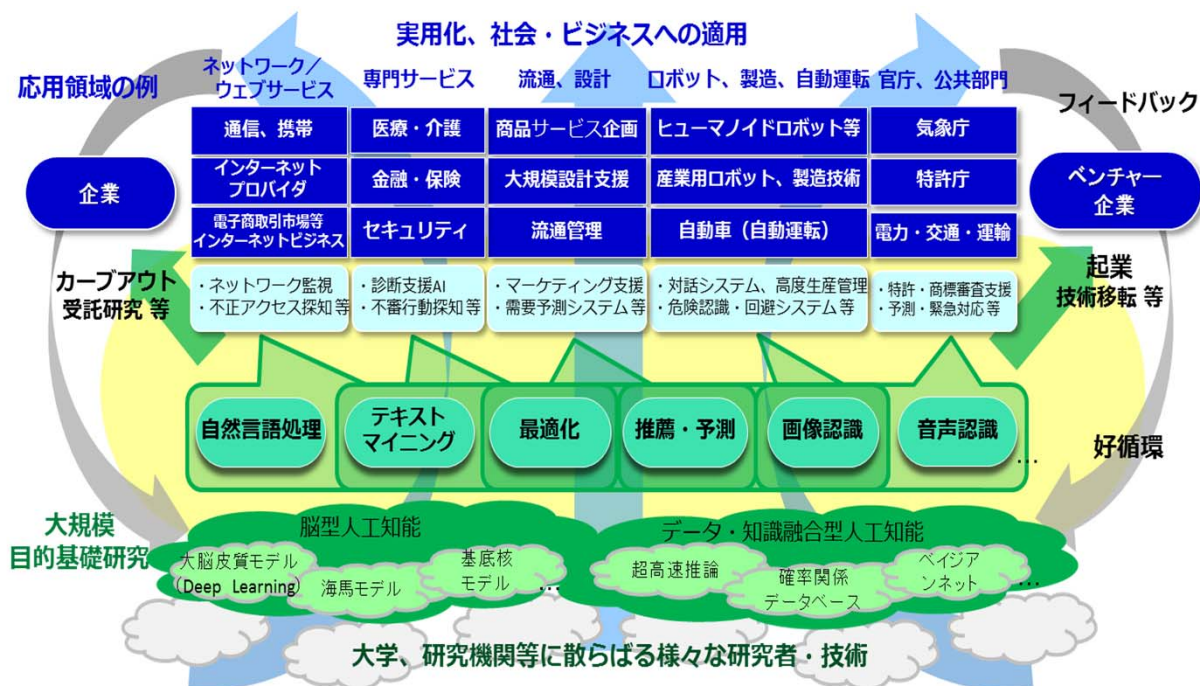 実用化、社会・ビジネスへの適用
応用領域の例
ネットワーク／
ウェブサービス
専門サービス
流通、設計
ロボット、製造、自動運転
官庁、公共部門
フィードバック
通信、携帯
医療・介護
商品サービス企画
ヒューマノイドロボット等
気象庁
企業
インターネット
プロバイダ
金融・保険
大規模設計支援
産業用ロボット、製造技術
特許庁
ベンチャー
企業
電子商取引市場等
インターネットビジネス
セキュリティ
流通管理
自動車（自動運転）
電力・交通・運輸
カーブアウト
受託研究 等
・ネットワーク監視
・不正アクセス探知 等
・診断支援AI
・不審行動探知 等
・マーケティング支援
・需要予測システム 等
・対話システム、高度生産管理
・危険認識・回避システム 等
・特許・商標審査支援
・予測・緊急対応 等
起業
技術移転 等
自然言語処理
テキスト
マイニング
最適化
推薦・予測
画像認識
音声認識
…
好循環
大規模
目的基礎研究
脳型人工知能
大脳皮質モデル
(Deep Learning)
海馬モデル
基底核
モデル
…
データ・知識融合型人工知能
超高速推論
確率関係
データベース
ベイジア
ンネット
…
大学、研究機関等に散らばる様々な研究者・技術